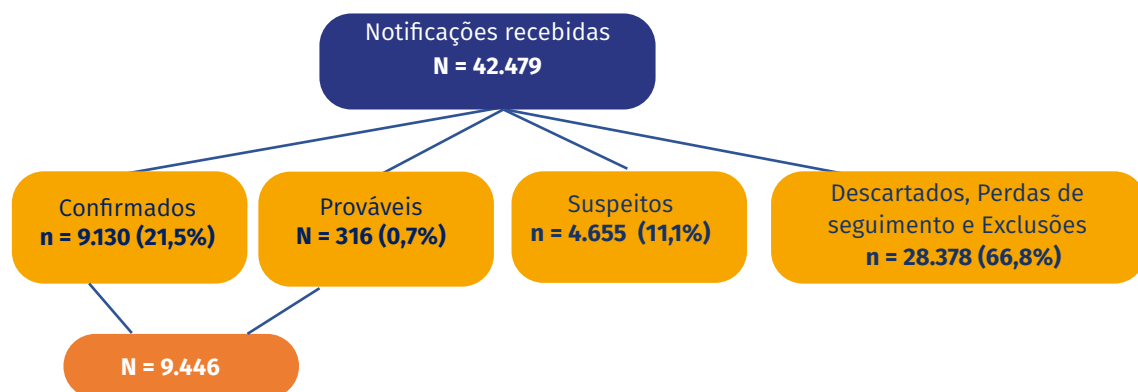 Notificações recebidas
N = 42.479
Confirmados
n = 9.130 (21,5%)
Prováveis
N = 316 (0,7%)
Suspeitos
n = 4.655 (11,1%)
Descartados, Perdas de
seguimento e Exclusões
n = 28.378 (66,8%)
N = 9.446